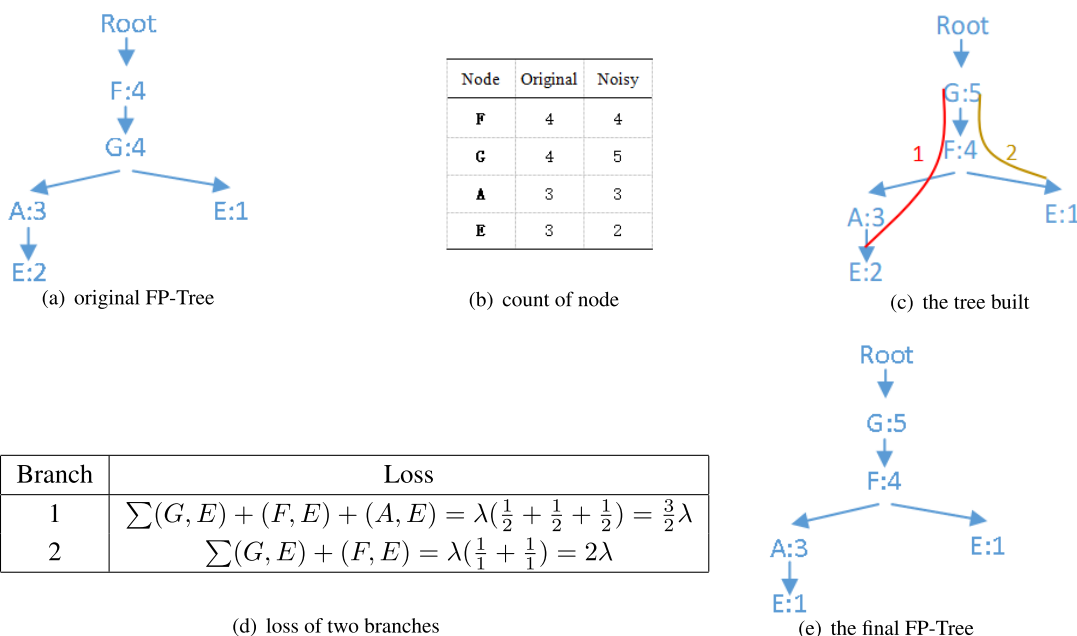 Root
F:4
G:4
A:3
E:1
E:2
(a) original FP-Tree
Node Original Noisy
F 4 4
G 4 5
A 3 3
E 3 2
(b) count of node
Root
G:5
1 F:4 2
A:3
E:1
E:2
(c) the tree built
Branch Loss
1 ∑(G, E) + (F, E) + (A, E) = λ(1/2 + 1/2 + 1/2) = 3/2 λ
2 ∑(G, E) + (F, E) = λ(1/1 + 1/1) = 2λ
(d) loss of two branches
Root
G:5
F:4
A:3
E:1
E:1
(e) the final FP-Tree